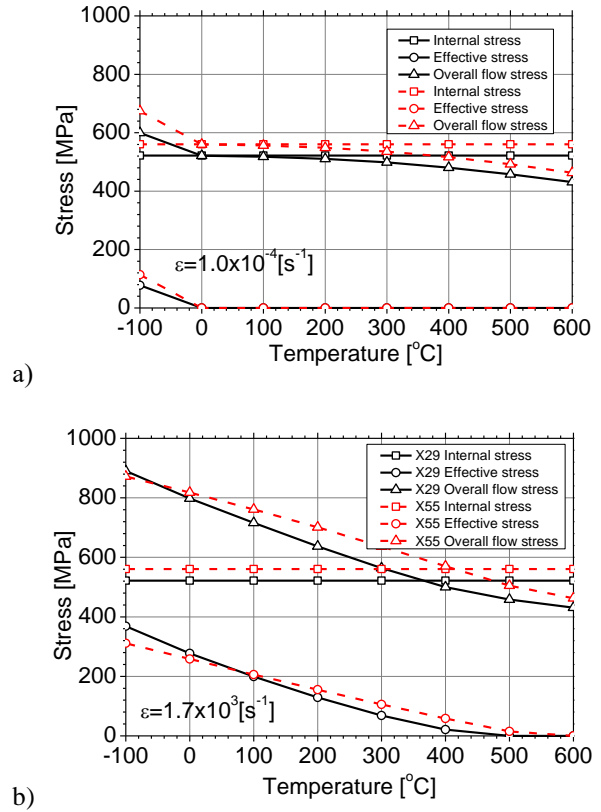 1000
800
600
400
200
0
Stress [MPa]
Internal stress
Effective stress
Overall flow stress
Internal stress
Effective stress
Overall flow stress
ε=1.0x10⁻⁴[s⁻¹]
-100 0 100 200 300 400 500 600
Temperature [°C]
a)
1000
800
600
400
200
0
Stress [MPa]
X29 Internal stress
X29 Effective stress
X29 Overall flow stress
X55 Internal stress
X55 Effective stress
X55 Overall flow stress
ε=1.7x10³[s⁻¹]
-100 0 100 200 300 400 500 600
Temperature [°C]
b)